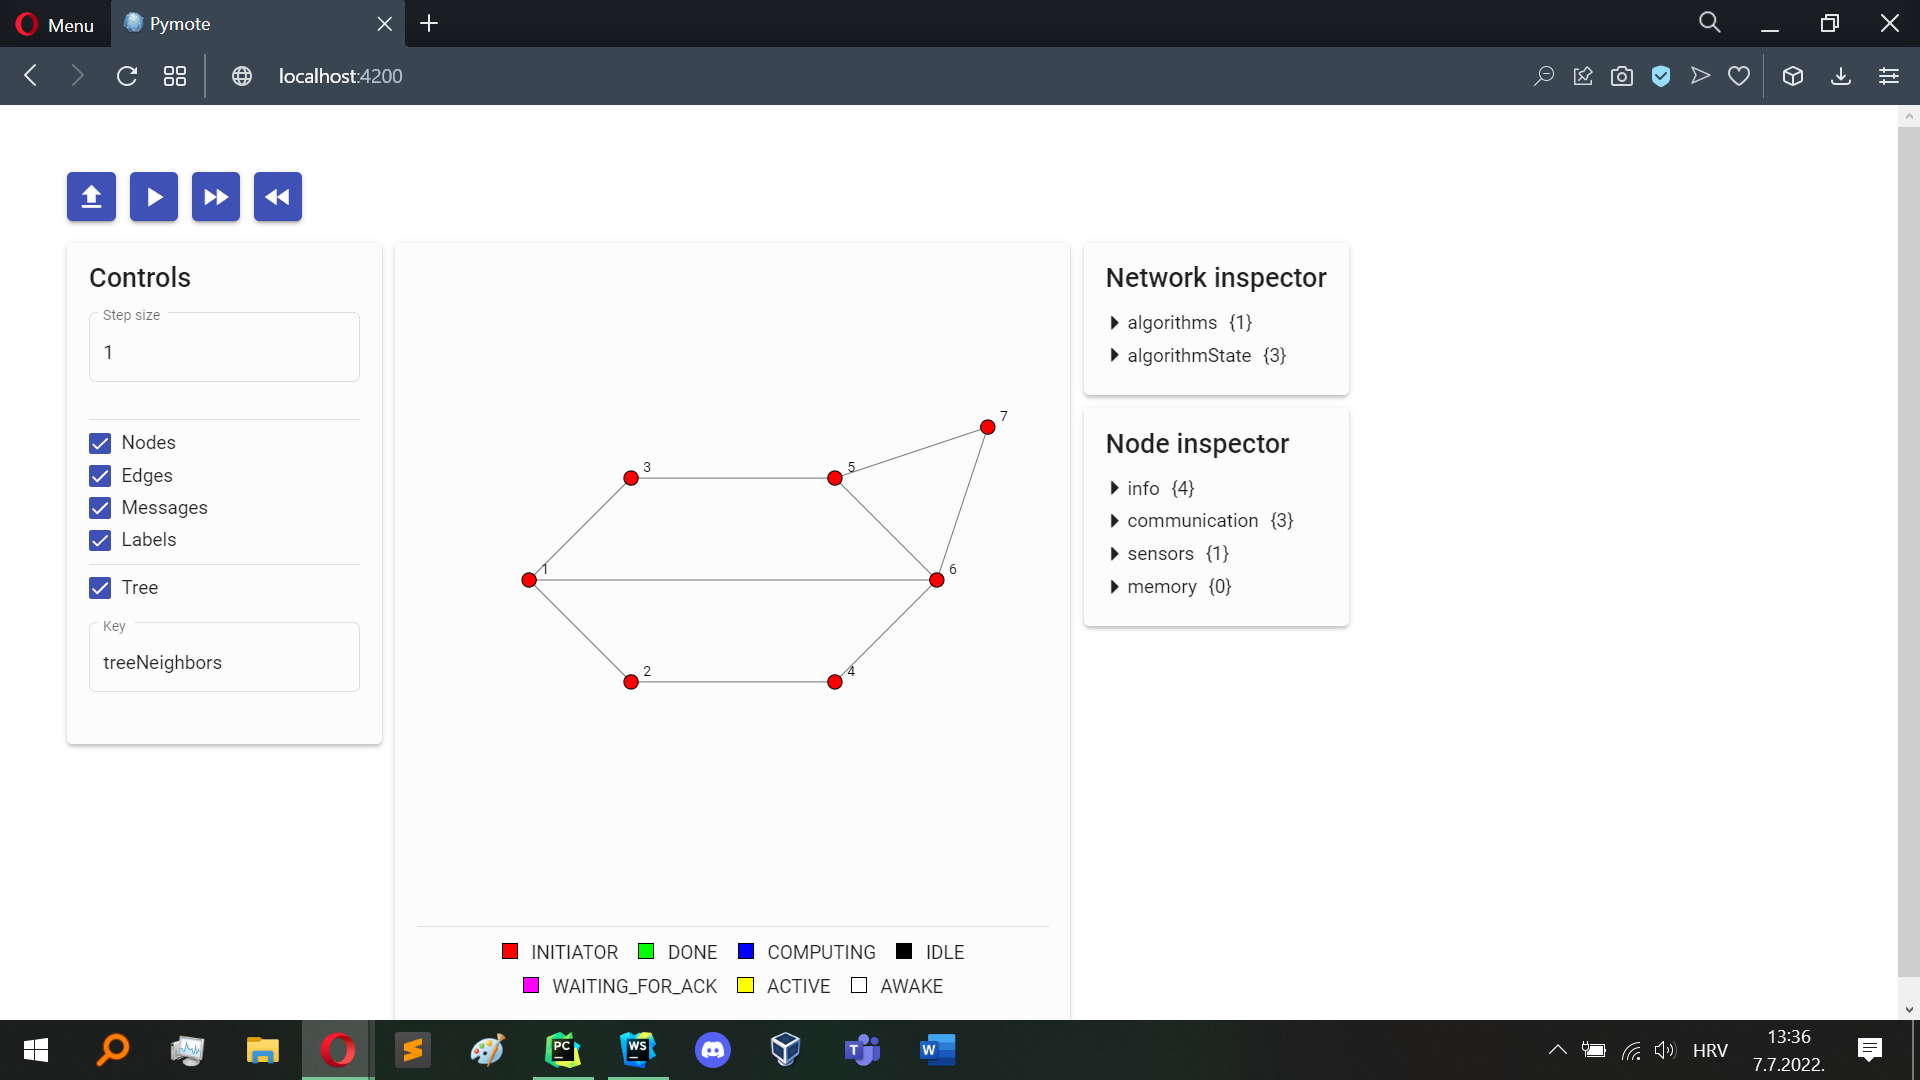 Menu
Pymote
localhost:4200
Controls
Step size
1
Nodes
Edges
Messages
Labels
Tree
Key
treeNeighbors
7
3
5
1
6
2
4
INITIATOR DONE COMPUTING IDLE
WAITING_FOR_ACK ACTIVE AWAKE
Network inspector
algorithms {1}
algorithmState {3}
Node inspector
info {4}
communication {3}
sensors {1}
memory {0}
PC
WS
T
W
HRV
13:36
7.7.2022.